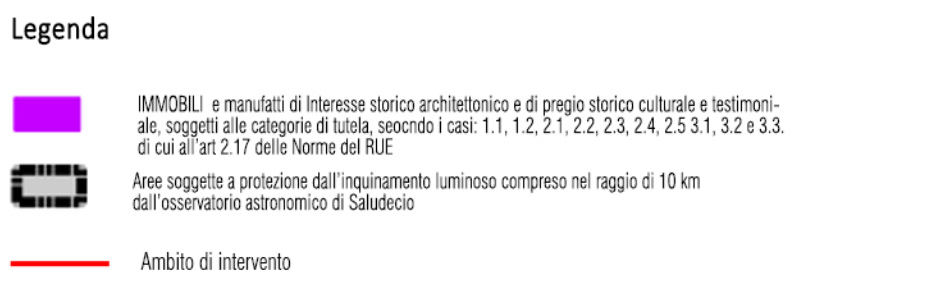 Legenda
IMMOBILI e manufatti di Interesse storico architettonico e di pregio storico culturale e testimoni-
ale, soggetti alle categorie di tutela, seocndo i casi: 1.1, 1.2, 2.1, 2.2, 2.3, 2.4, 2.5 3.1, 3.2 e 3.3.
di cui all'art 2.17 delle Norme del RUE
Aree soggette a protezione dall'inquinamento luminoso compreso nel raggio di 10 km
dall'osservatorio astronomico di Saludecio
Ambito di intervento